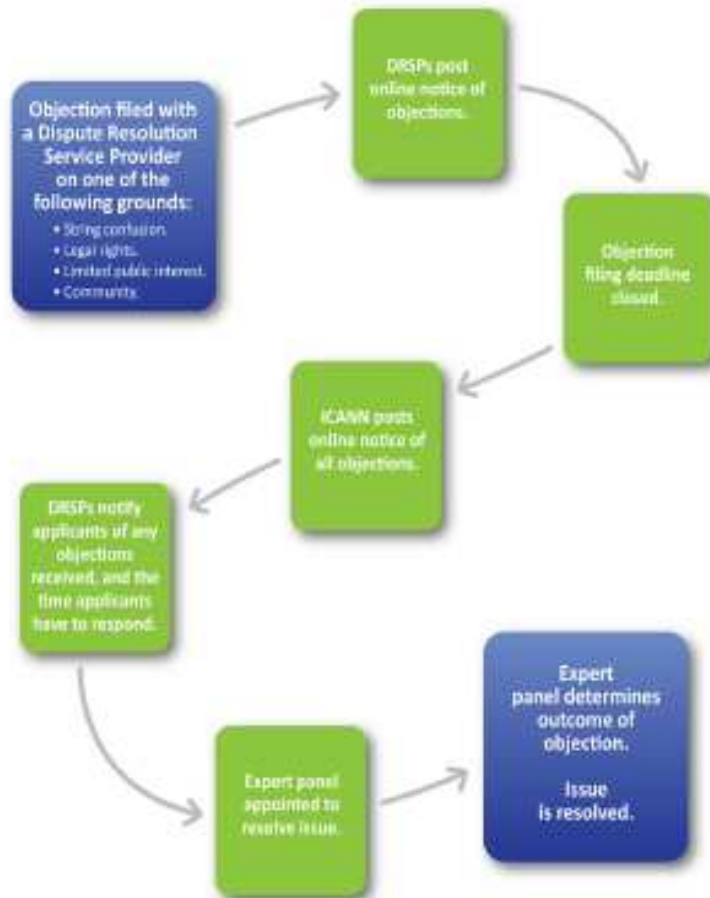 Objection filed with
a Dispute Resolution
Service Provider
on one of the
following grounds:
• String confusion.
• Legal rights.
• Limited public interest.
• Community.
DRSPs post
online notice of
objections.
Objection
filing deadline
closed.
ICANN posts
online notice of
all objections.
DRSPs notify
applicants of any
objections
received, and the
time applicants
have to respond.
Expert panel
appointed to
resolve issue.
Expert
panel determines
outcome of
objection.
Issue
is resolved.